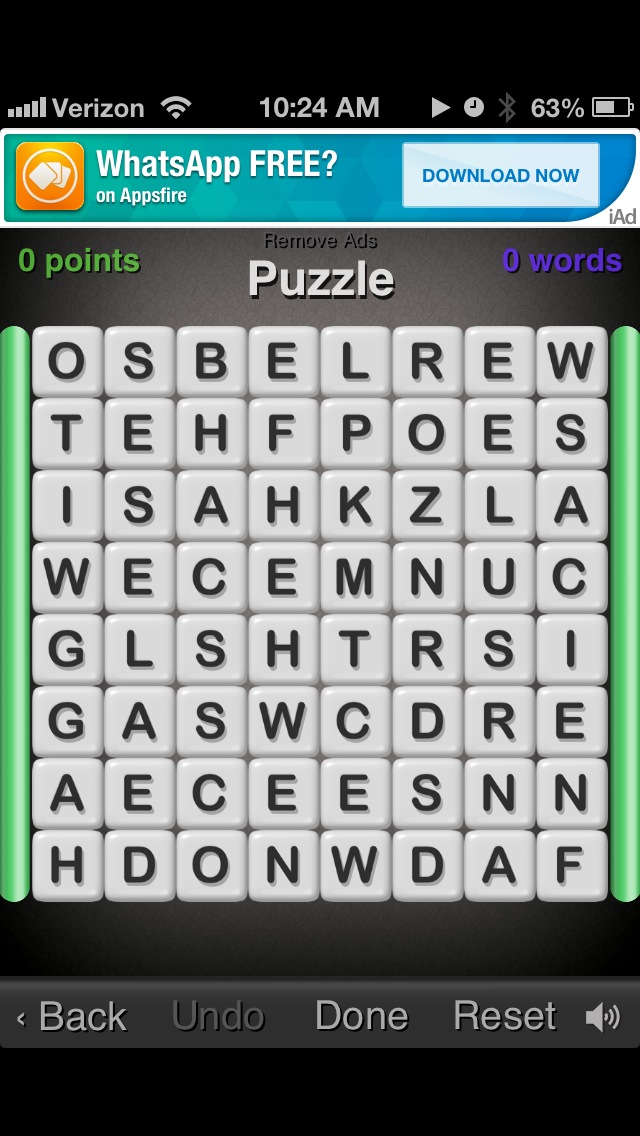 Verizon 10:24 AM 63%
WhatsApp FREE?
on Appsfire
DOWNLOAD NOW
iAd
Remove Ads
0 points Puzzle 0 words
O S B E L R E W
T E H F P O E S
I S A H K Z L A
W E C E M N U C
G L S H T R S I
G A S W C D R E
A E C E E S N N
H D O N W D A F
‹ Back Undo Done Reset